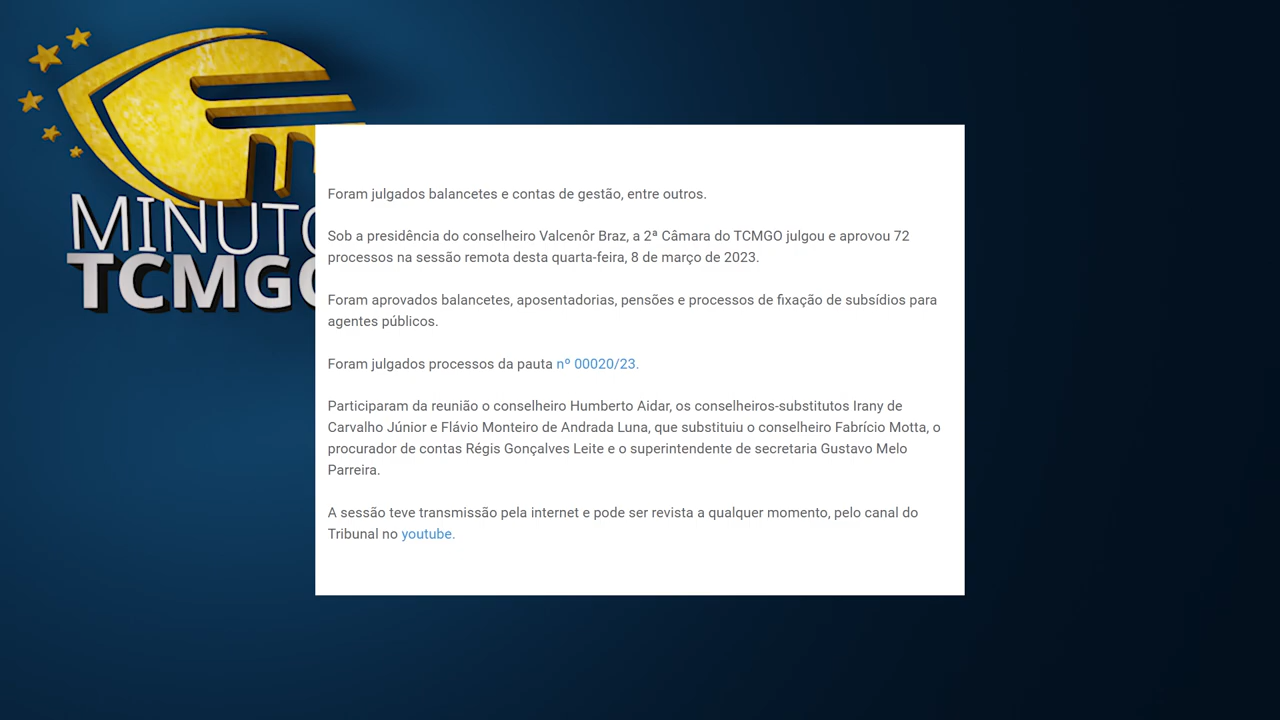 MINUTO
TCMGO
Foram julgados balancetes e contas de gestão, entre outros.
Sob a presidência do conselheiro Valcenôr Braz, a 2ª Câmara do TCMGO julgou e aprovou 72
processos na sessão remota desta quarta-feira, 8 de março de 2023.
Foram aprovados balancetes, aposentadorias, pensões e processos de fixação de subsídios para
agentes públicos.
Foram julgados processos da pauta nº 00020/23.
Participaram da reunião o conselheiro Humberto Aidar, os conselheiros-substitutos Irany de
Carvalho Júnior e Flávio Monteiro de Andrada Luna, que substituiu o conselheiro Fabrício Motta, o
procurador de contas Régis Gonçalves Leite e o superintendente de secretaria Gustavo Melo
Parreira.
A sessão teve transmissão pela internet e pode ser revista a qualquer momento, pelo canal do
Tribunal no youtube.